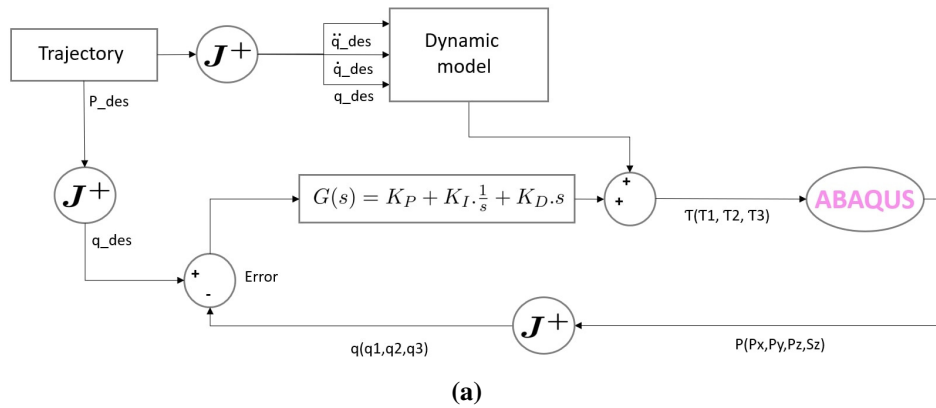 Trajectory
J+
q̈_des
q̇_des
q_des
Dynamic
model
P_des
J+
q_des
G(s) = K_P + K_I.\frac{1}{s} + K_D.s
+
+
T(T1, T2, T3)
ABAQUS
+
-
Error
J+
q(q1,q2,q3)
P(Px,Py,Pz,Sz)
(a)